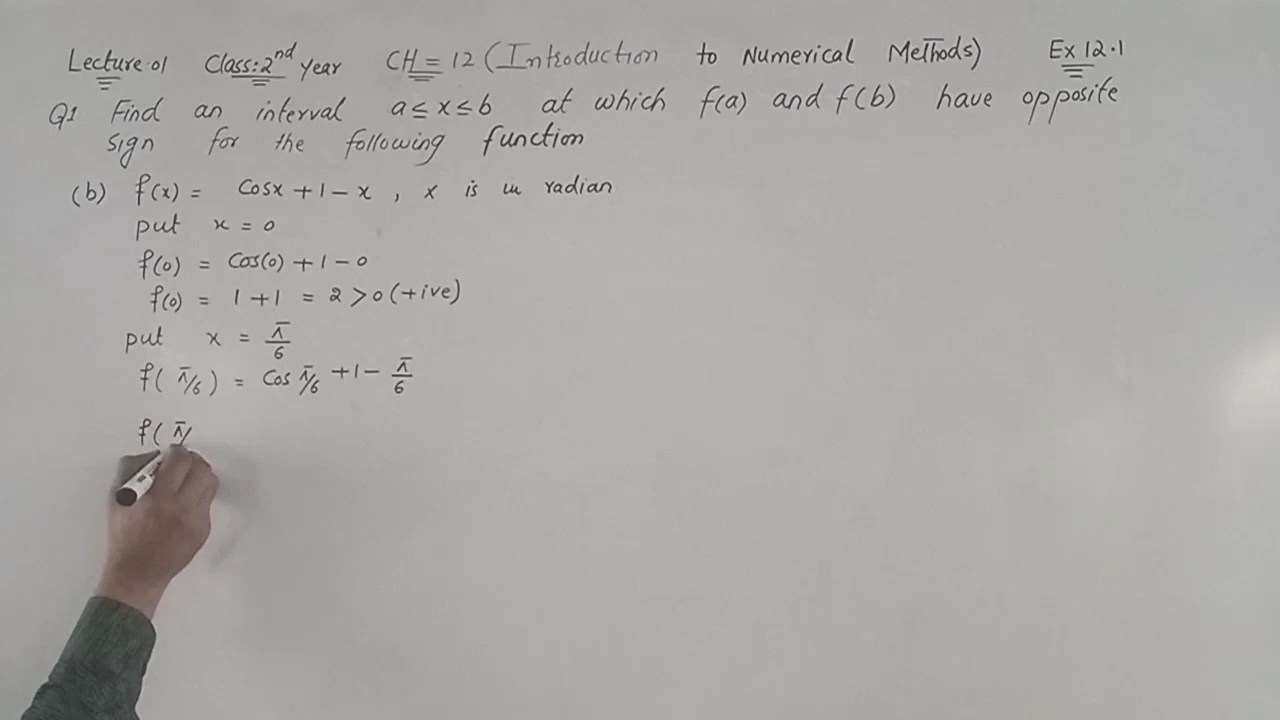 Lecture:01 Class:2nd year CH = 12 (Introduction to Numerical Methods) Ex 12.1
Q1 Find an interval a ≤ x ≤ b at which f(a) and f(b) have opposite
sign for the following function
(b) f(x) = Cosx + 1 - x , x is in radian
put x = 0
f(0) = Cos(0) + 1 - 0
f(0) = 1 + 1 = 2 > 0 (+ive)
put x = π/6
f( π/6 ) = Cos π/6 + 1 - π/6
f( π/